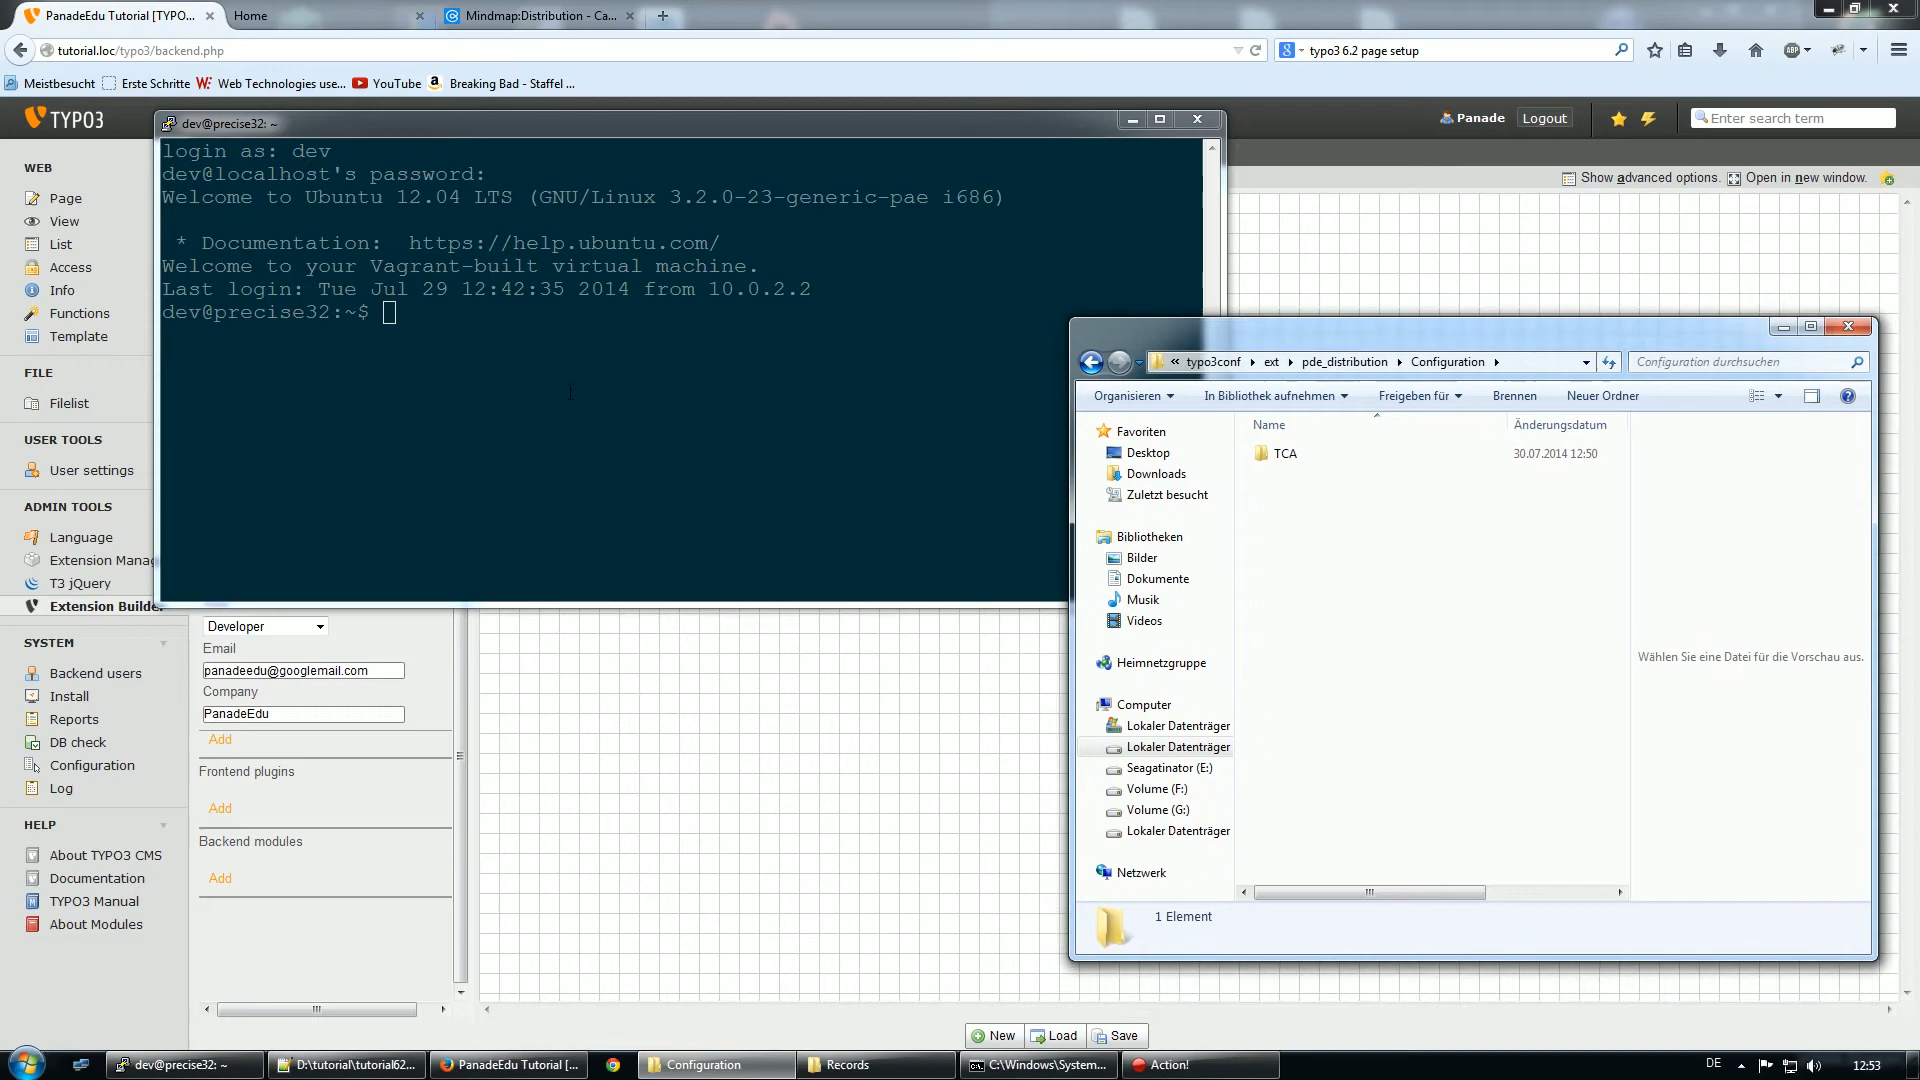 PanadeEdu Tutorial [TYPO...
Home
Mindmap:Distribution - Ca...
tutorial.loc/typo3/backend.php
typo3 6.2 page setup
ABP
Meistbesucht
Erste Schritte
Web Technologies use...
YouTube
Breaking Bad - Staffel ...
TYPO3
Panade
Logout
Enter search term
Show advanced options.
Open in new window.
WEB
Page
View
List
Access
Info
Functions
Template
FILE
Filelist
USER TOOLS
User settings
ADMIN TOOLS
Language
Extension Manag
T3 jQuery
Extension Builder
SYSTEM
Backend users
Install
Reports
DB check
Configuration
Log
HELP
About TYPO3 CMS
Documentation
TYPO3 Manual
About Modules
dev@precise32: ~
login as: dev
dev@localhost's password:
Welcome to Ubuntu 12.04 LTS (GNU/Linux 3.2.0-23-generic-pae i686)
* Documentation:  https://help.ubuntu.com/
Welcome to your Vagrant-built virtual machine.
Last login: Tue Jul 29 12:42:35 2014 from 10.0.2.2
dev@precise32:~$
Developer
Email
panadeedu@googlemail.com
Company
PanadeEdu
Add
Frontend plugins
Add
Backend modules
Add
« typo3conf ext pde_distribution Configuration
Configuration durchsuchen
Organisieren
In Bibliothek aufnehmen
Freigeben für
Brennen
Neuer Ordner
Favoriten
Desktop
Downloads
Zuletzt besucht
Bibliotheken
Bilder
Dokumente
Musik
Videos
Heimnetzgruppe
Computer
Lokaler Datenträger
Lokaler Datenträger
Seagatinator (E:)
Volume (F:)
Volume (G:)
Lokaler Datenträger
Netzwerk
Name
Änderungsdatum
TCA
30.07.2014 12:50
Wählen Sie eine Datei für die Vorschau aus.
1 Element
New
Load
Save
dev@precise32: ~
D:\tutorial\tutorial62...
PanadeEdu Tutorial [...
Configuration
Records
C:\Windows\System...
Action!
DE
12:53